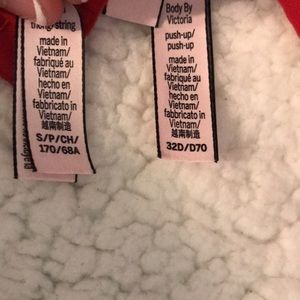 thong/string
made in
Vietnam/
fabriqué au
Vietnam/
hecho en
Vietnam/
fabricado in
Vietnam/
越南制造
S/P/CH/
170/68A
Body By
Victoria
push-up/
push-up
made in
Vietnam/
fabriqué au
Vietnam/
hecho en
Vietnam/
fabricato in
Vietnam/
越南制造
32D/D70